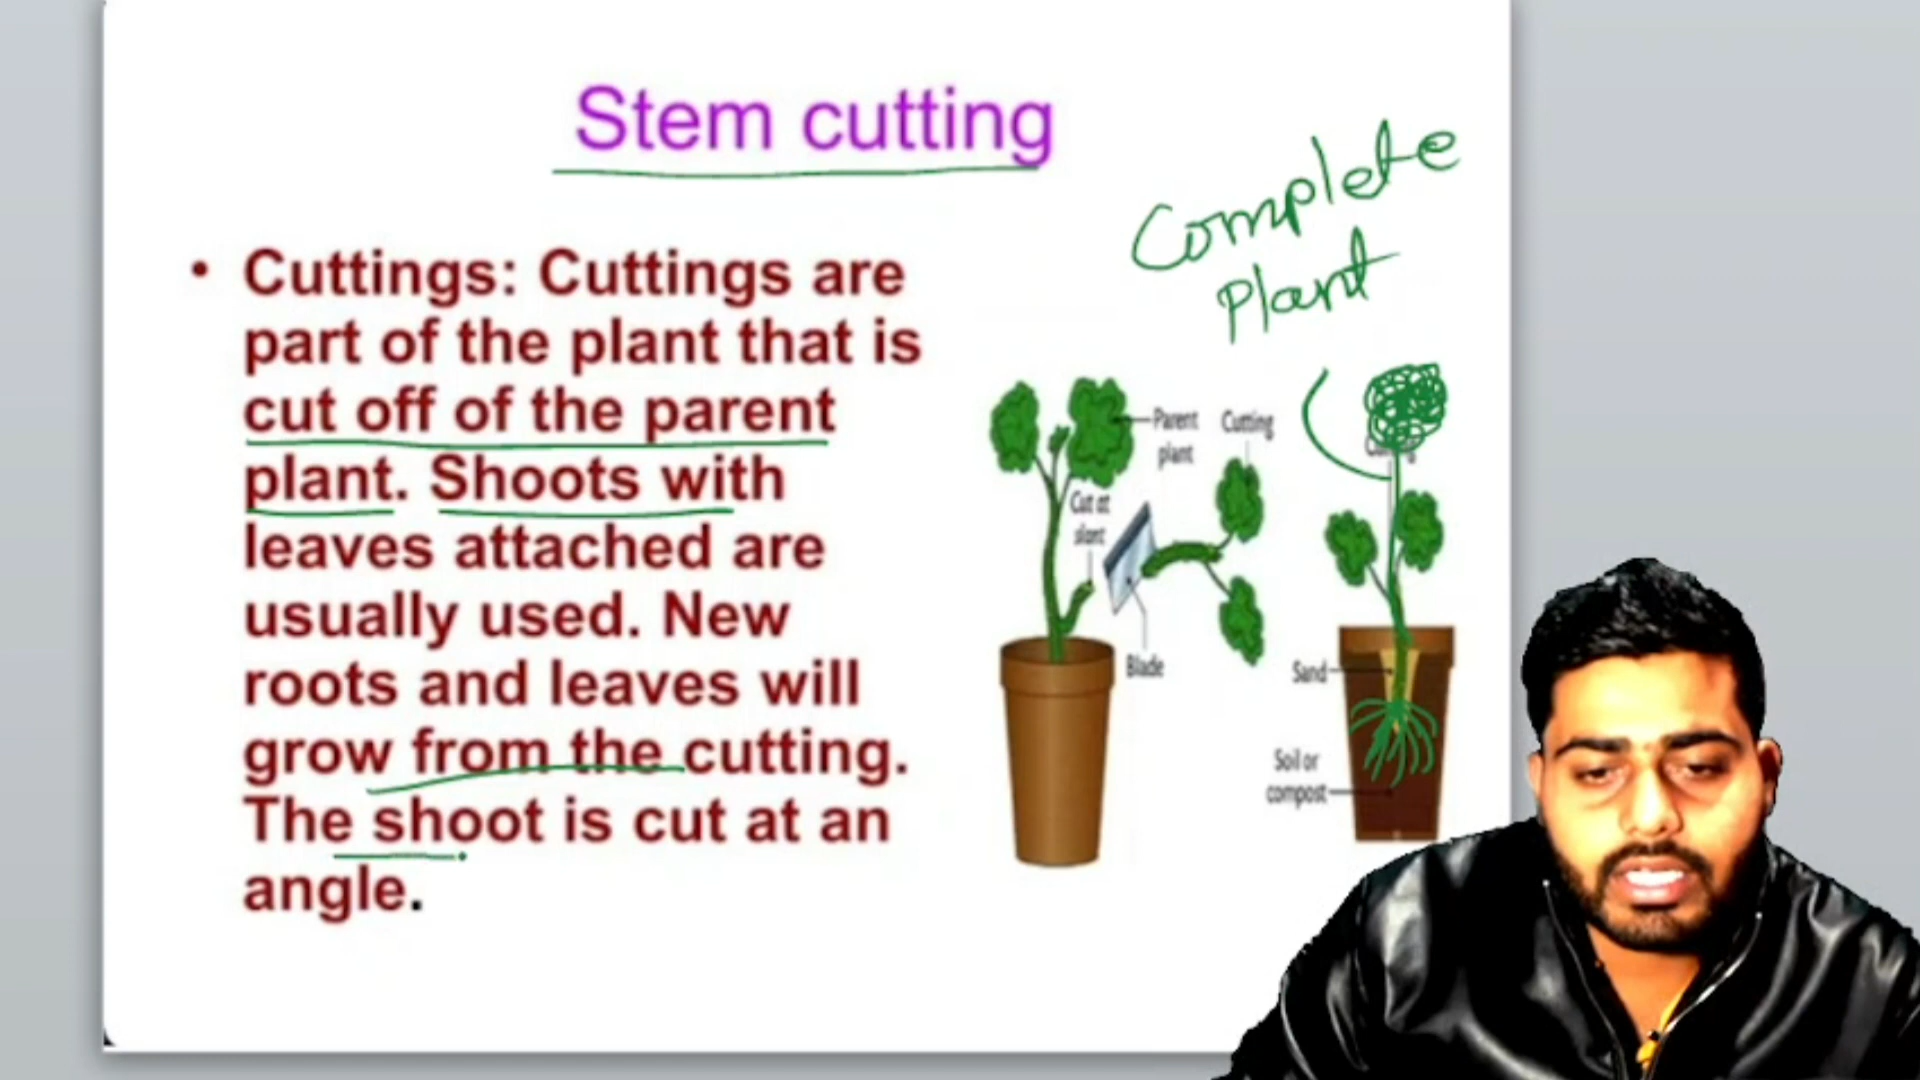 Stem cutting
Complete
Plant
• Cuttings: Cuttings are
part of the plant that is
cut off of the parent
plant. Shoots with
leaves attached are
usually used. New
roots and leaves will
grow from the cutting.
The shoot is cut at an
angle.
Parent
plant
Cutting
Cut at
slant
Blade
Sand
Soil or
compost